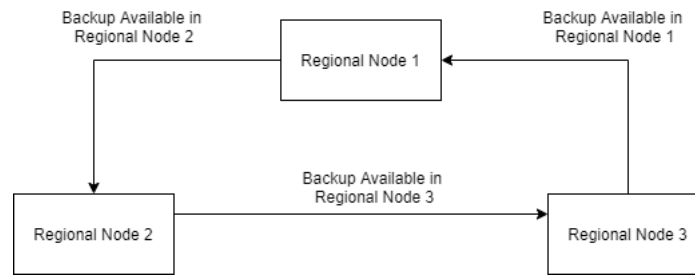 Backup Available in
Regional Node 2
Backup Available in
Regional Node 1
Regional Node 1
Backup Available in
Regional Node 3
Regional Node 2
Regional Node 3